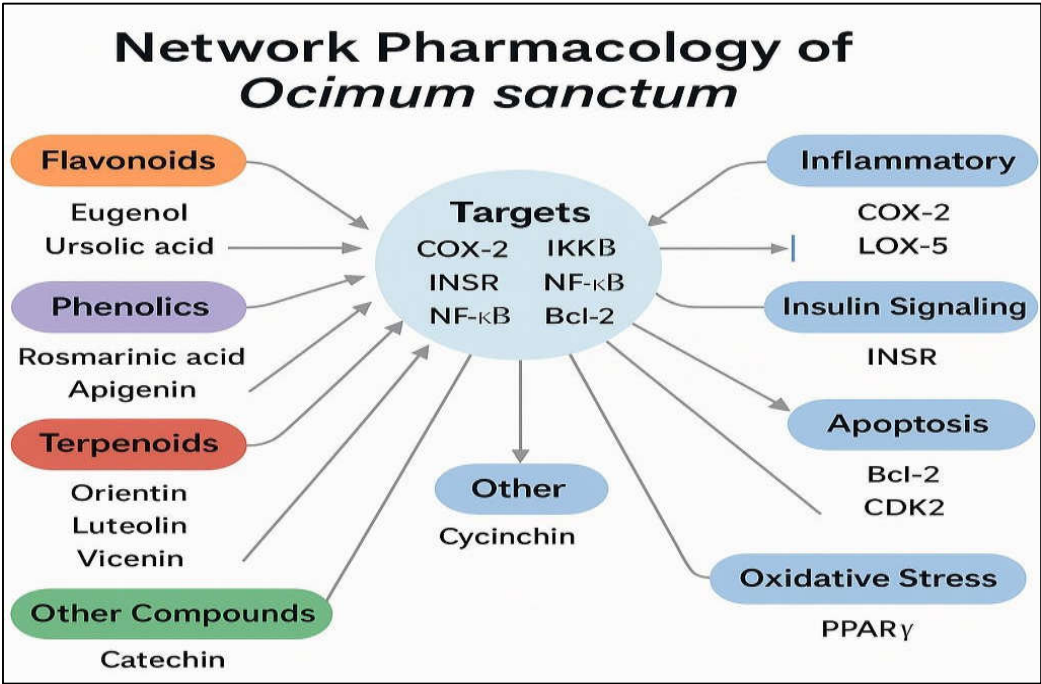 Network Pharmacology of
Ocimum sanctum
Flavonoids
Eugenol
Ursolic acid
Phenolics
Rosmarinic acid
Apigenin
Terpenoids
Orientin
Luteolin
Vicenin
Other Compounds
Catechin
Targets
COX-2 IKKB
INSR NF-κB
NF-κB Bcl-2
Other
Cycinchin
Inflammatory
COX-2
LOX-5
Insulin Signaling
INSR
Apoptosis
Bcl-2
CDK2
Oxidative Stress
PPARγ